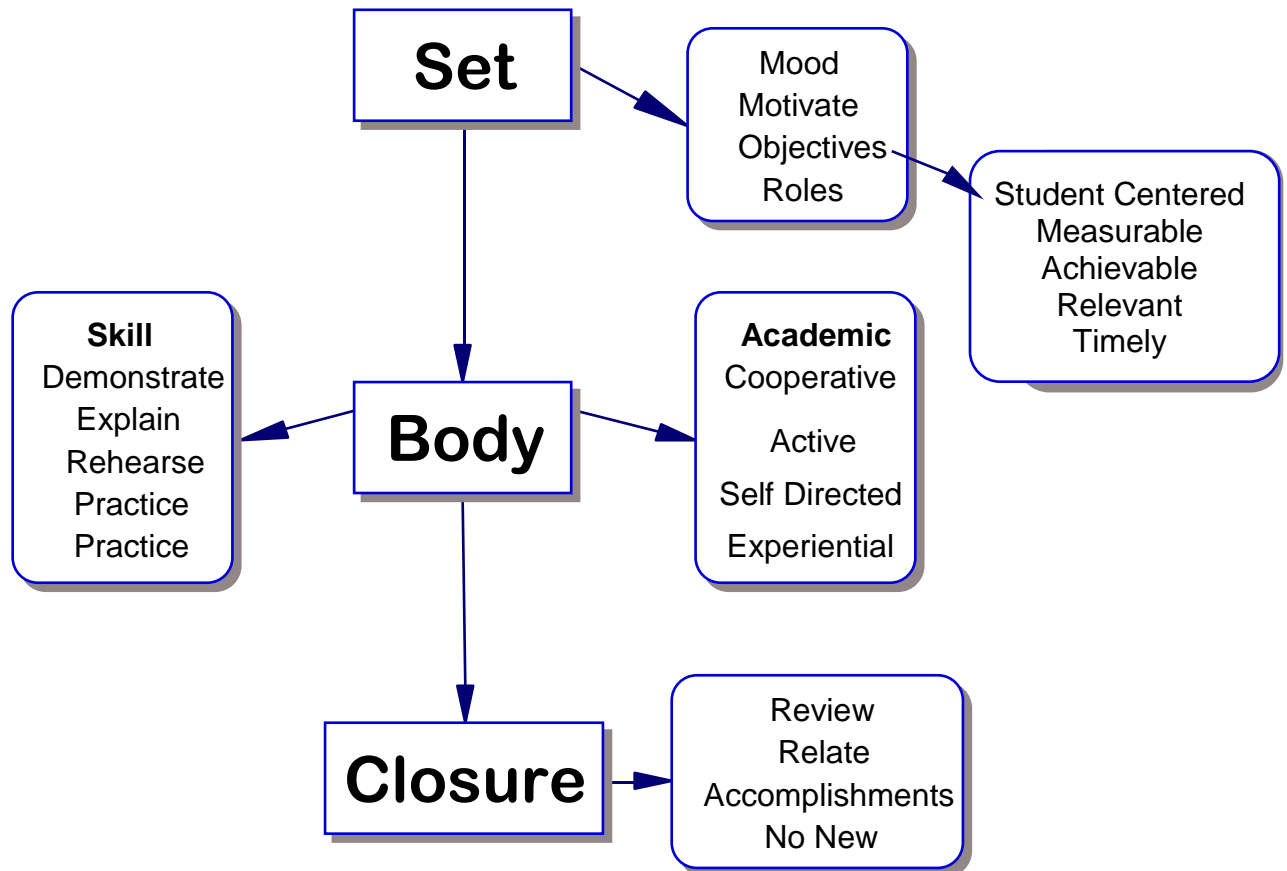 Set
Mood
Motivate
Objectives
Roles
Student Centered
Measurable
Achievable
Relevant
Timely
Skill
Demonstrate
Explain
Rehearse
Practice
Practice
Body
Academic
Cooperative
Active
Self Directed
Experiential
Closure
Review
Relate
Accomplishments
No New